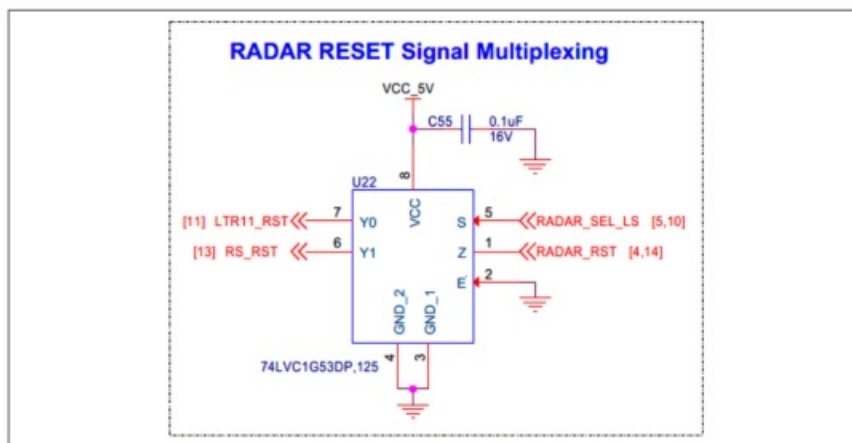 RADAR RESET Signal Multiplexing
VCC_5V
C55 0.1uF
16V
U22
8
VCC
[11] LTR11_RST 7 Y0 S 5 RADAR_SEL_LS [5,10]
[13] RS_RST 6 Y1 Z 1 RADAR_RST [4,14]
E 2
GND_2 GND_1
4 3
74LVC1G53DP,125